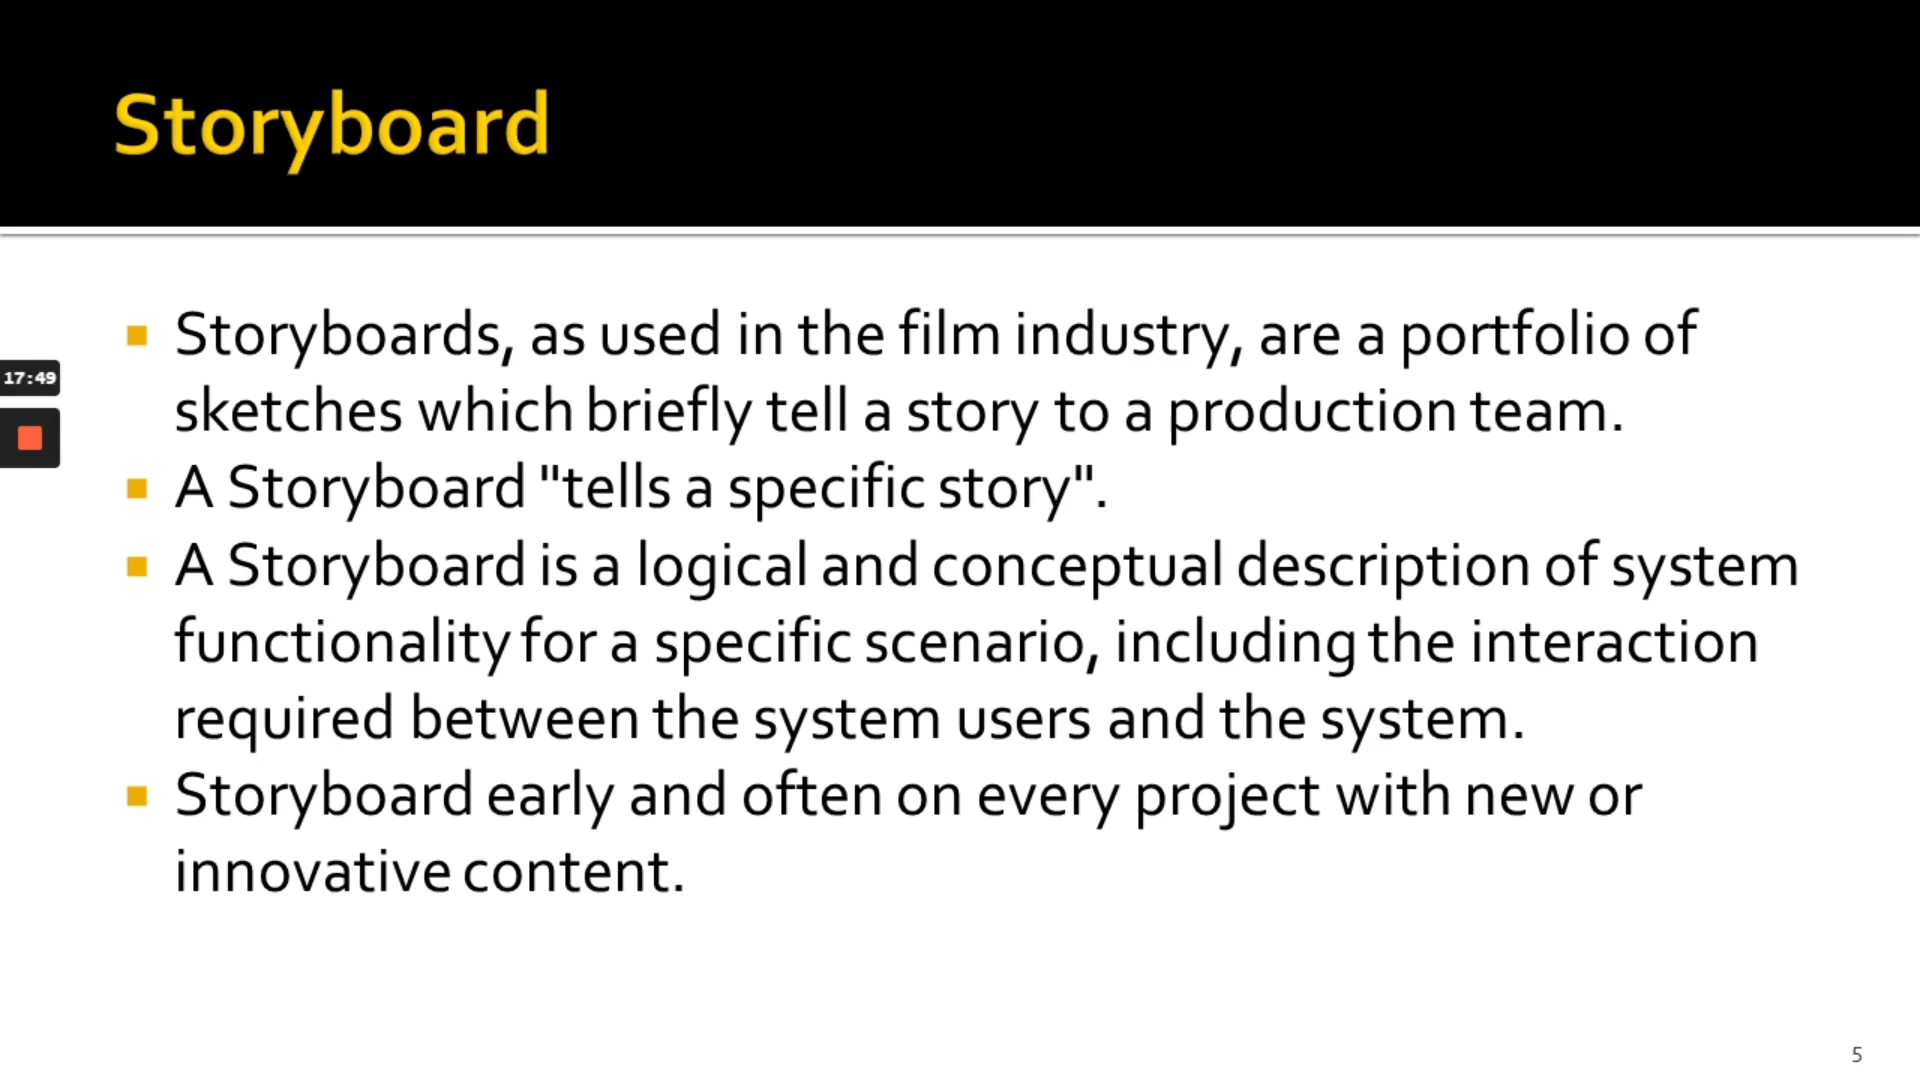 Storyboard
Storyboards, as used in the film industry, are a portfolio of
sketches which briefly tell a story to a production team.
A Storyboard "tells a specific story".
A Storyboard is a logical and conceptual description of system
functionality for a specific scenario, including the interaction
required between the system users and the system.
Storyboard early and often on every project with new or
innovative content.
17:49
5